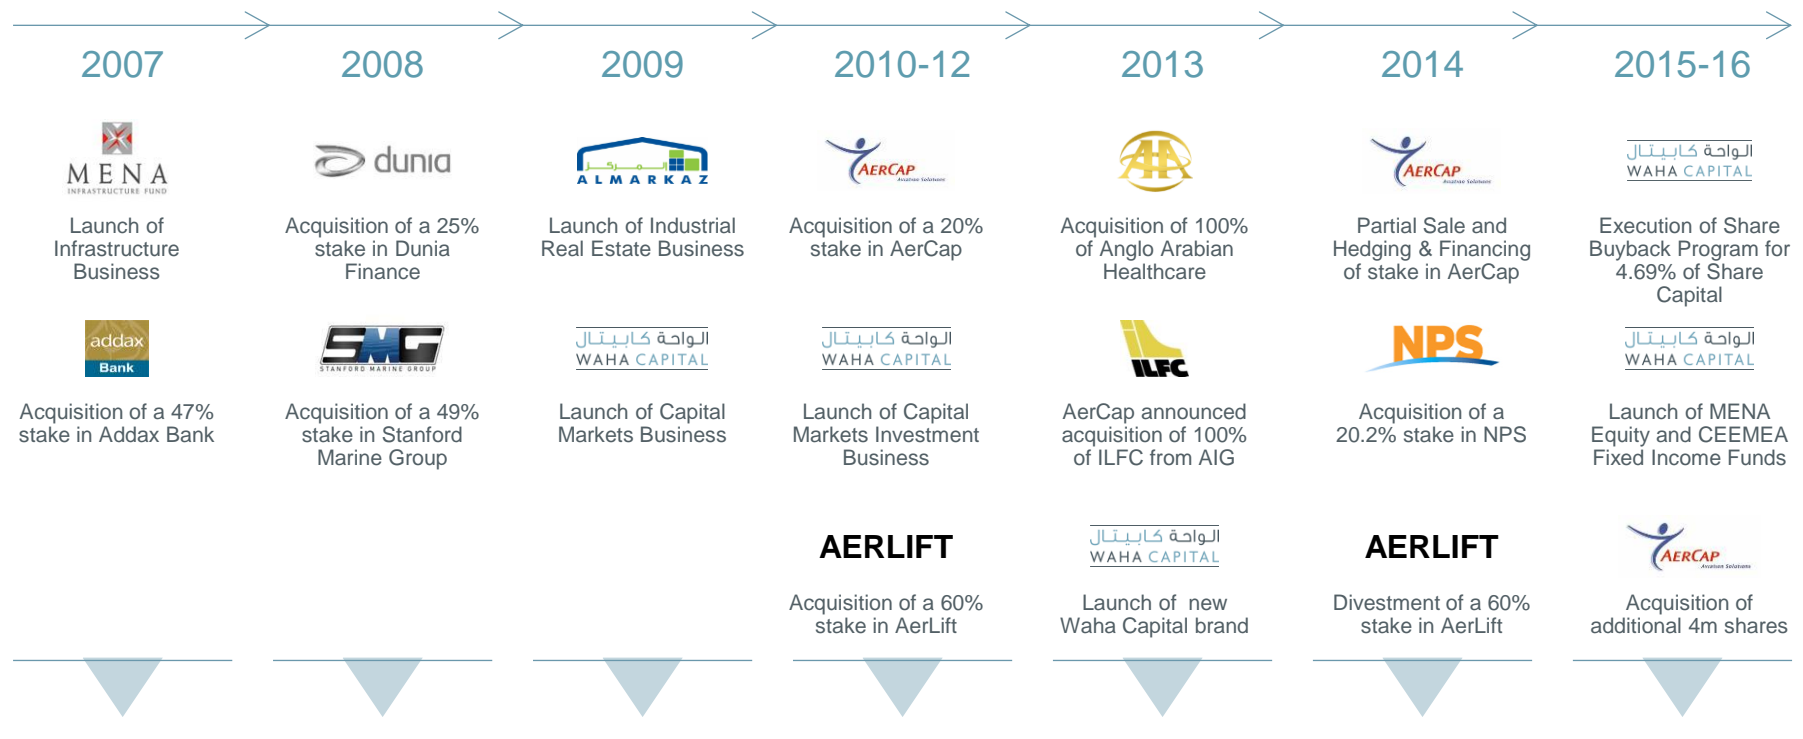 2007
2008
2009
2010-12
2013
2014
2015-16
MENA
INFRASTRUCTURE FUND
Launch of
Infrastructure
Business
dunia
Acquisition of a 25%
stake in Dunia
Finance
المركز
ALMARKAZ
Launch of Industrial
Real Estate Business
AERCAP
Aviation Solutions
Acquisition of a 20%
stake in AerCap
AHA
Acquisition of 100%
of Anglo Arabian
Healthcare
AERCAP
Aviation Solutions
Partial Sale and
Hedging & Financing
of stake in AerCap
الواحة كابيتال
WAHA CAPITAL
Execution of Share
Buyback Program for
4.69% of Share
Capital
addax
Bank
Acquisition of a 47%
stake in Addax Bank
SMG
STANFORD MARINE GROUP
Acquisition of a 49%
stake in Stanford
Marine Group
الواحة كابيتال
WAHA CAPITAL
Launch of Capital
Markets Business
الواحة كابيتال
WAHA CAPITAL
Launch of Capital
Markets Investment
Business
ILFC
AerCap announced
acquisition of 100%
of ILFC from AIG
NPS
Acquisition of a
20.2% stake in NPS
الواحة كابيتال
WAHA CAPITAL
Launch of MENA
Equity and CEEMEA
Fixed Income Funds
AERLIFT
Acquisition of a 60%
stake in AerLift
الواحة كابيتال
WAHA CAPITAL
Launch of new
Waha Capital brand
AERLIFT
Divestment of a 60%
stake in AerLift
AERCAP
Aviation Solutions
Acquisition of
additional 4m shares